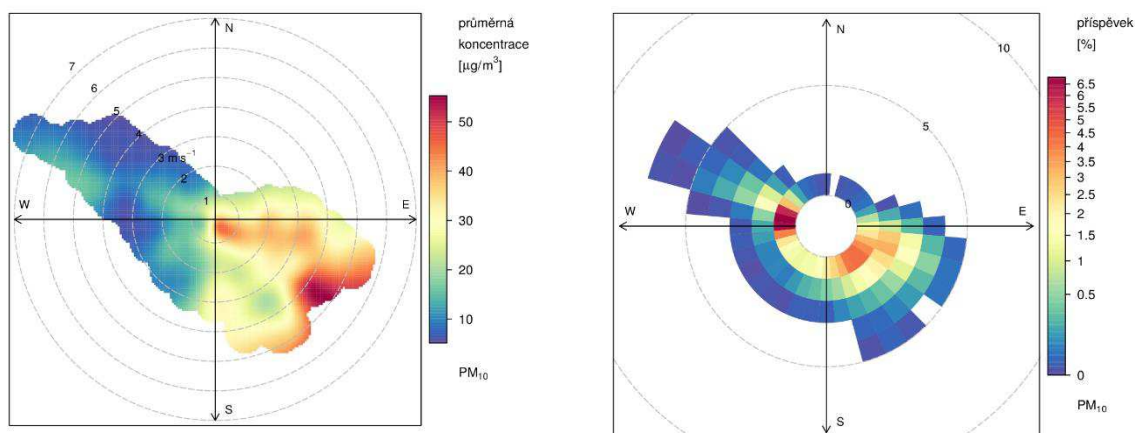 N
7
6
5
4
3 m s⁻¹
2
1
W
E
S
průměrná
koncentrace
[µg/m³]
50
40
30
20
10
PM₁₀
N
10
5
0
W
E
S
příspěvek
[%]
6.5
6
5.5
5
4.5
4
3.5
3
2.5
2
1.5
1
0.5
0
PM₁₀